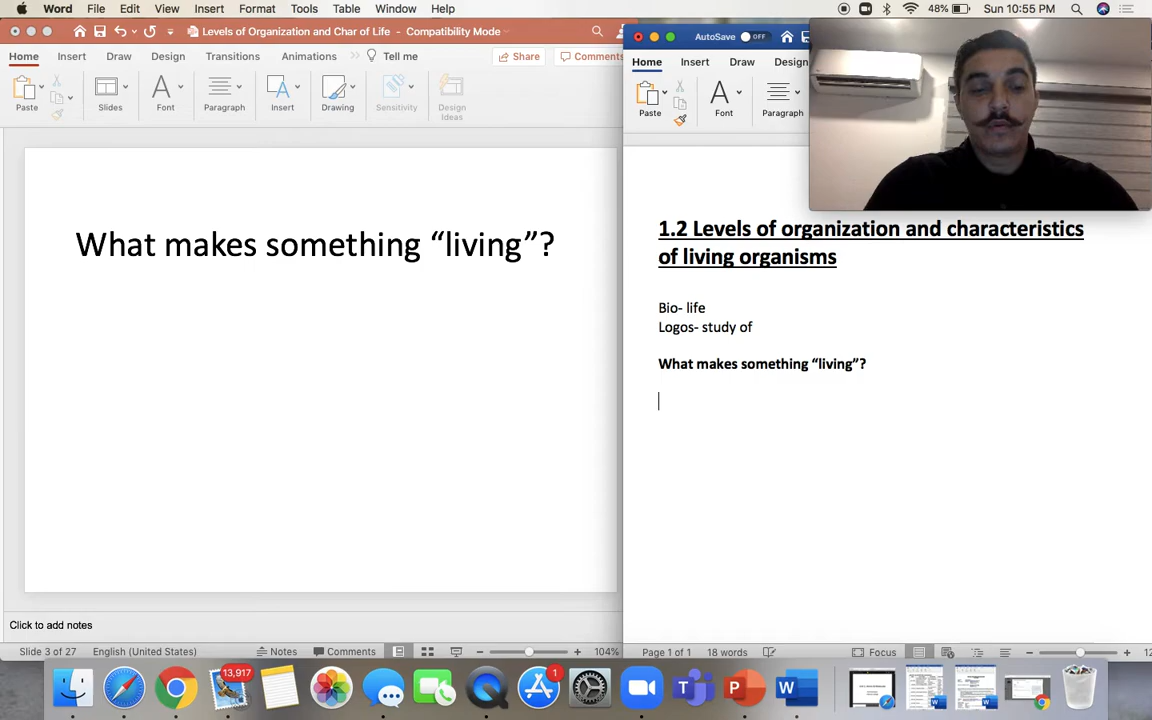 Word File Edit View Insert Format Tools Table Window Help 48% Sun 10:55 PM
Levels of Organization and Char of Life - Compatibility Mode
AutoSave OFF
Home Insert Draw Design Transitions Animations Tell me Share Comments
Home Insert Draw Design
Paste Slides Font Paragraph Insert Drawing Sensitivity Design Ideas
Paste Font Paragraph
What makes something “living”?
1.2 Levels of organization and characteristics
of living organisms
Bio- life
Logos- study of
What makes something “living”?
Click to add notes
Slide 3 of 27 English (United States) Notes Comments 104%
Page 1 of 1 18 words Focus
13,917
1